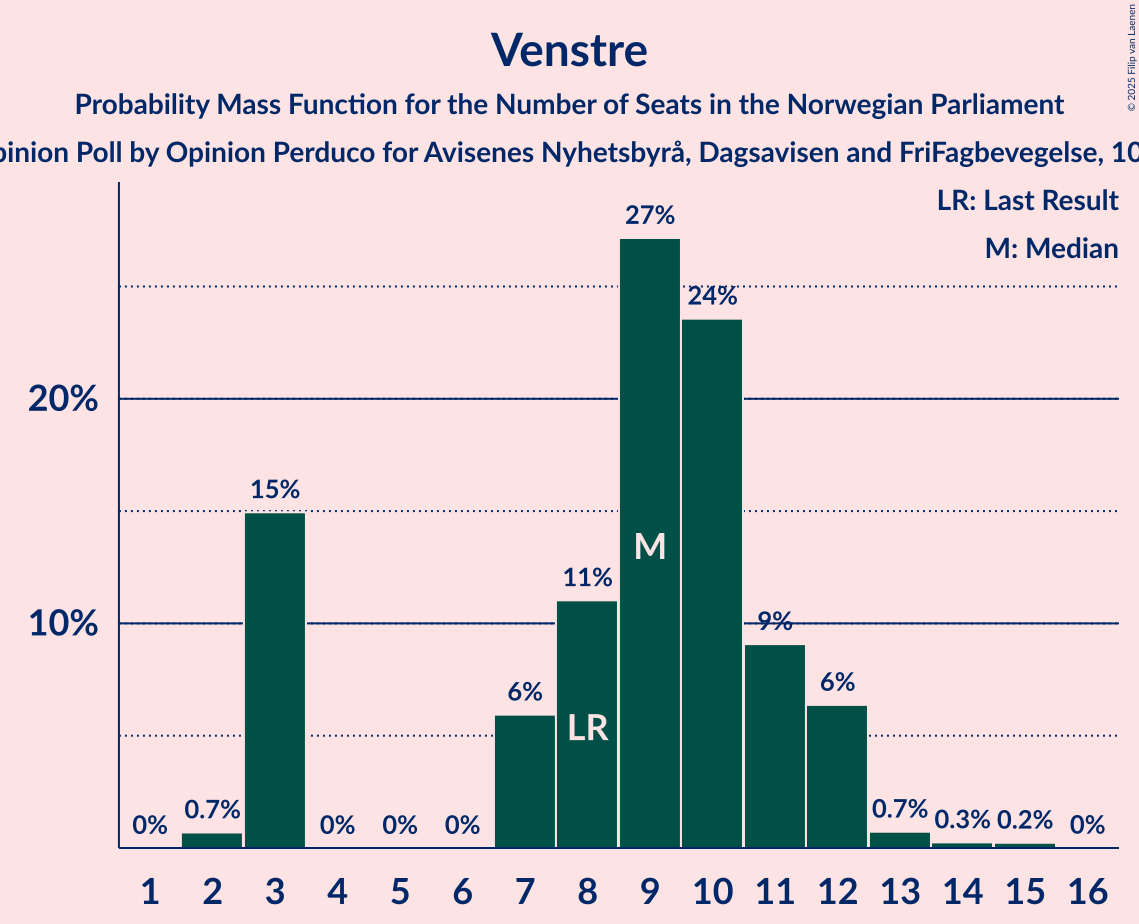 Venstre
Probability Mass Function for the Number of Seats in the Norwegian Parliament
Poll by Opinion Perduco for Avisenes Nyhetsbyrå, Dagsavisen and FriFagbevegelse, 10
© 2025 Filip van Laenen
LR: Last Result
M: Median
27%
24%
20%
15%
M
11%
10%
9%
6%
6%
LR
0%
0.7%
0%
0%
0%
0.7%
0.3%
0.2%
0%
1 2 3 4 5 6 7 8 9 10 11 12 13 14 15 16